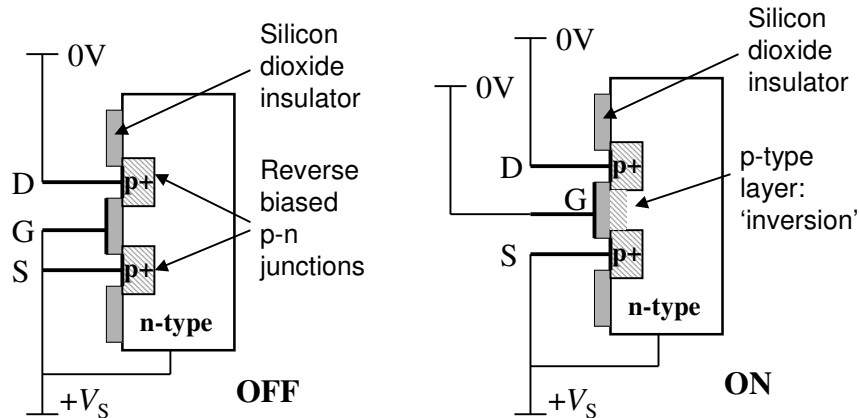 0V
Silicon
dioxide
insulator
D
G
S
p+
p+
Reverse
biased
p-n
junctions
n-type
+VS
OFF
0V
0V
Silicon
dioxide
insulator
D
G
S
p+
p+
p-type
layer:
‘inversion’
n-type
+VS
ON